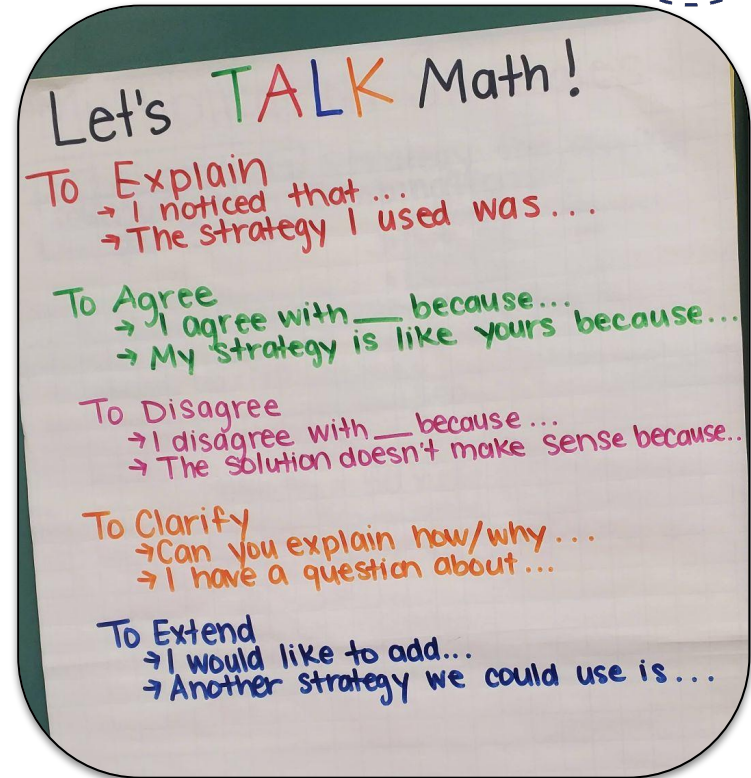 Let's TALK Math!
To Explain
→ I noticed that ...
→ The strategy I used was...
To Agree
→ I agree with ___ because...
→ My strategy is like yours because...
To Disagree
→ I disagree with ___ because...
→ The solution doesn't make sense because..
To Clarify
→ Can you explain how/why...
→ I have a question about...
To Extend
→ I would like to add...
→ Another strategy we could use is...